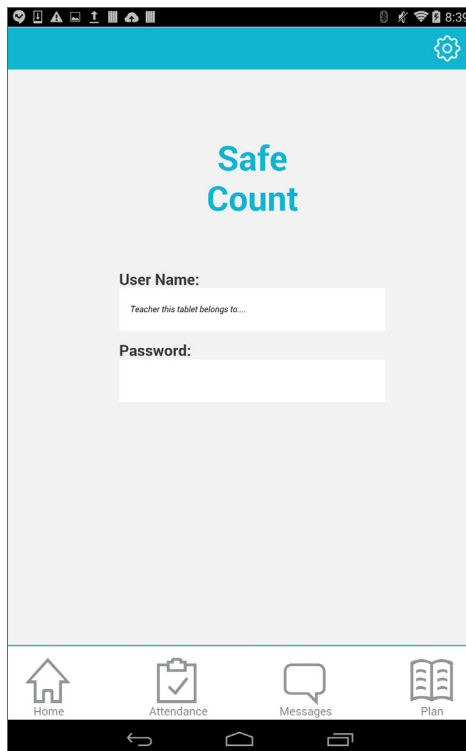 8:39
Safe
Count
User Name:
Teacher this tablet belongs to....
Password:
Home
Attendance
Messages
Plan